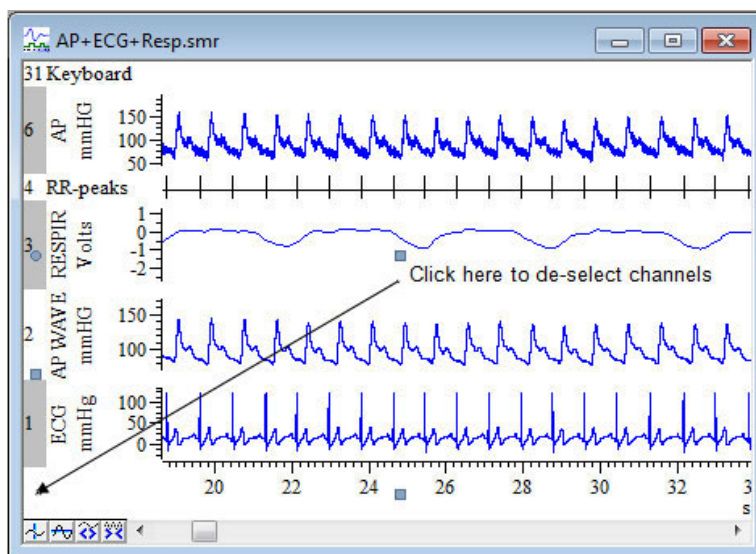 AP+ECG+Resp.smr
31 Keyboard
6 AP mmHG 150 100 50
4 RR-peaks
3 RESPIR Volts 1 0 -1 -2
Click here to de-select channels
2 AP WAVE mmHG 150 100
1 ECG mmHg 100 50 0
20 22 24 26 28 30 32 3
s